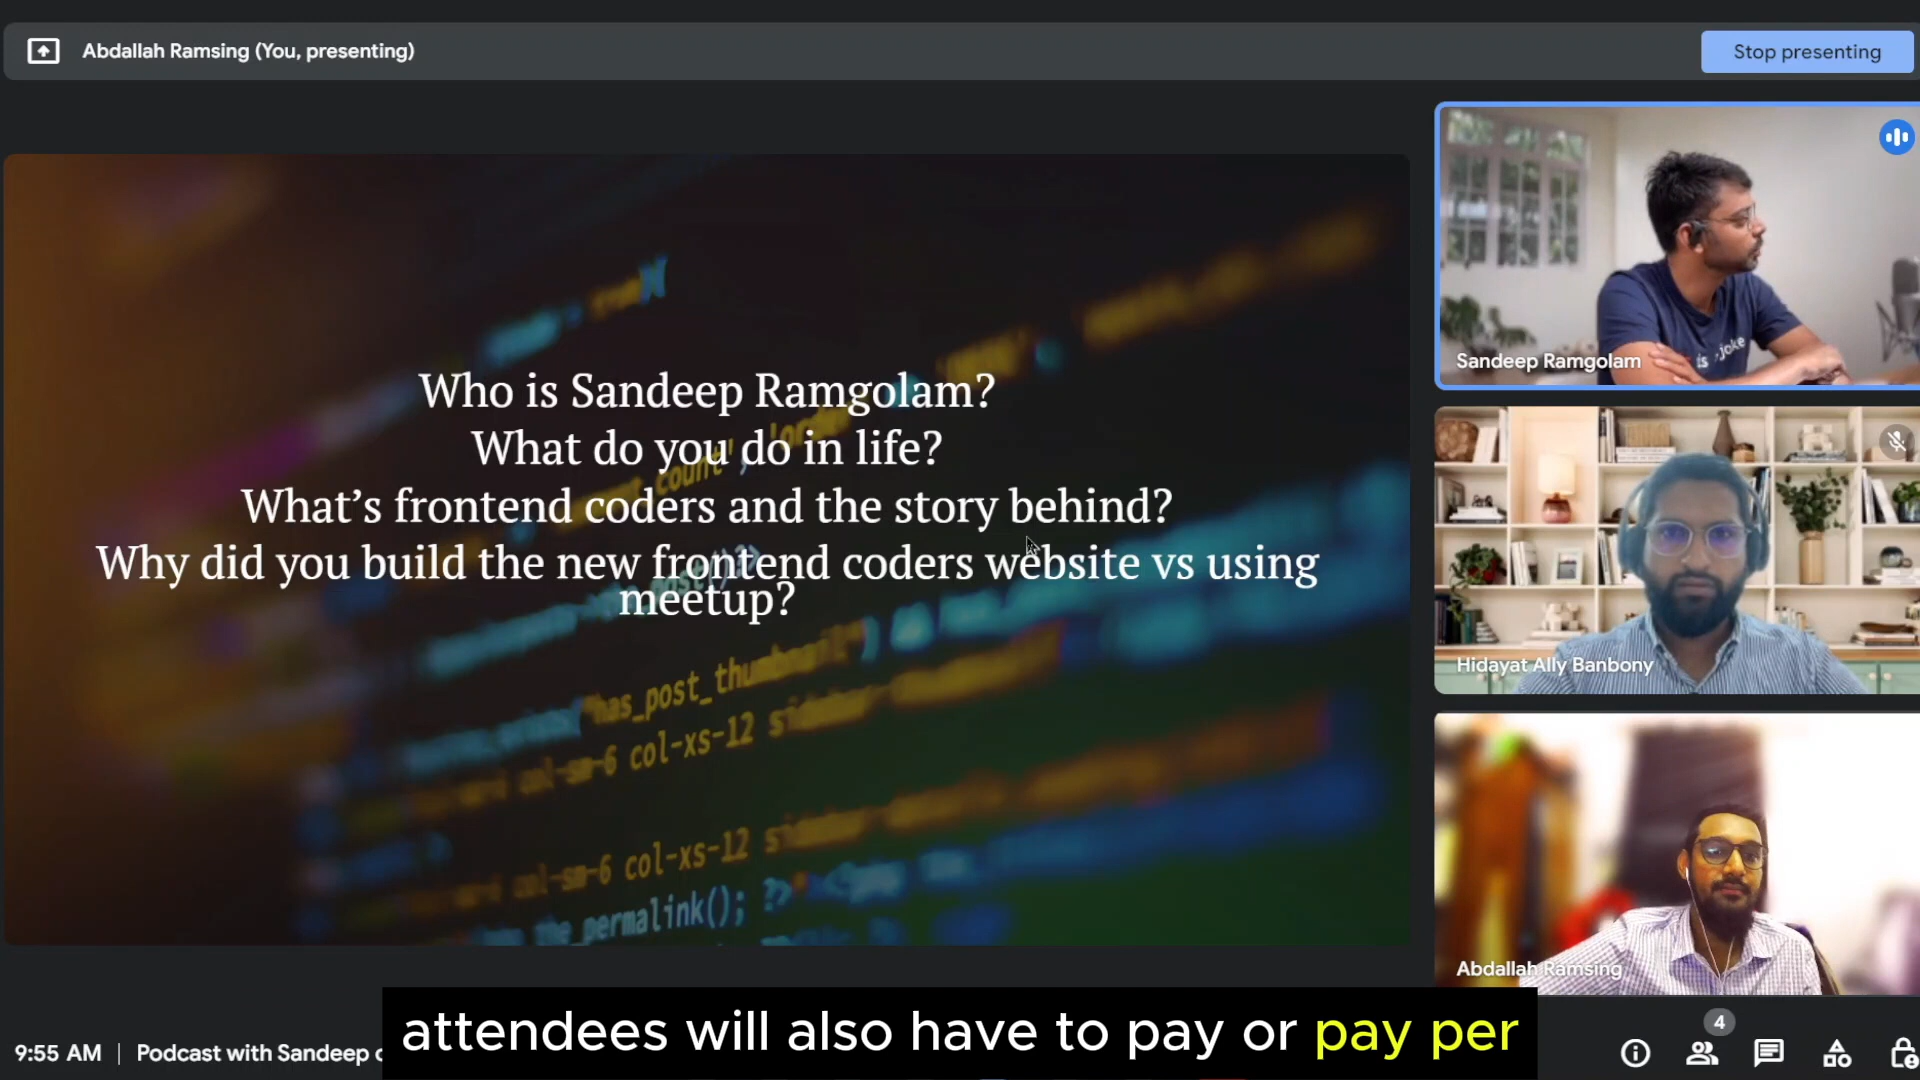 Abdallah Ramsing (You, presenting)
Stop presenting
Who is Sandeep Ramgolam?
What do you do in life?
What's frontend coders and the story behind?
Why did you build the new frontend coders website vs using
meetup?
has_post_thumbnail")
col-xs-12
-6 col-xs-12
permalink(); ?>
Sandeep Ramgolam
is joke
Hidayat Ally Banbony
Abdallah Ramsing
attendees will also have to pay or pay per
9:55 AM | Podcast with Sandeep
4